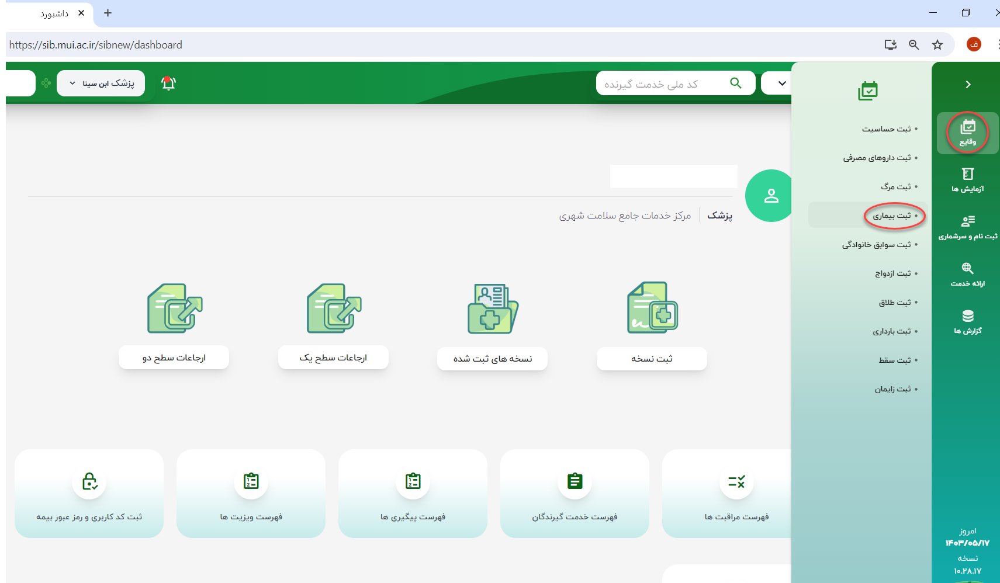 داشبورد
https://sib.mui.ac.ir/sibnew/dashboard
ف
کد ملی خدمت گیرنده
پزشک ابن سینا
وقایع
آزمایش ها
ثبت نام و سرشماری
ارائه خدمت
گزارش ها
امروز
۱۴۰۳/۰۵/۱۷
نسخه
۱۰.۲۸.۱۷
ثبت حساسیت
ثبت داروهای مصرفی
ثبت مرگ
ثبت بیماری
ثبت سوابق خانوادگی
ثبت ازدواج
ثبت طلاق
ثبت بارداری
ثبت سقط
ثبت زایمان
پزشک | مرکز خدمات جامع سلامت شهری
ثبت نسخه
نسخه های ثبت شده
ارجاعات سطح یک
ارجاعات سطح دو
فهرست مراقبت ها
فهرست خدمت گیرندگان
فهرست پیگیری ها
فهرست ویزیت ها
ثبت کد کاربری و رمز عبور بیمه